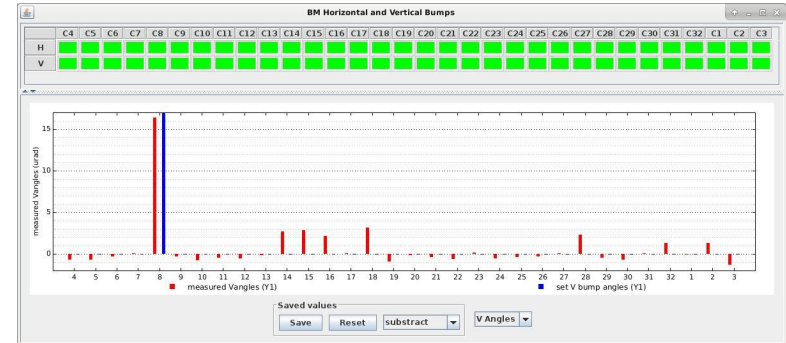 BM Horizontal and Vertical Bumps
C4 C5 C6 C7 C8 C9 C10 C11 C12 C13 C14 C15 C16 C17 C18 C19 C20 C21 C22 C23 C24 C25 C26 C27 C28 C29 C30 C31 C32 C1 C2 C3
H
V
measured Vangles (urad)
15
10
5
0
4 5 6 7 8 9 10 11 12 13 14 15 16 17 18 19 20 21 22 23 24 25 26 27 28 29 30 31 32 1 2 3
measured Vangles (Y1) set V bump angles (Y1)
Saved values
Save Reset substract V Angles